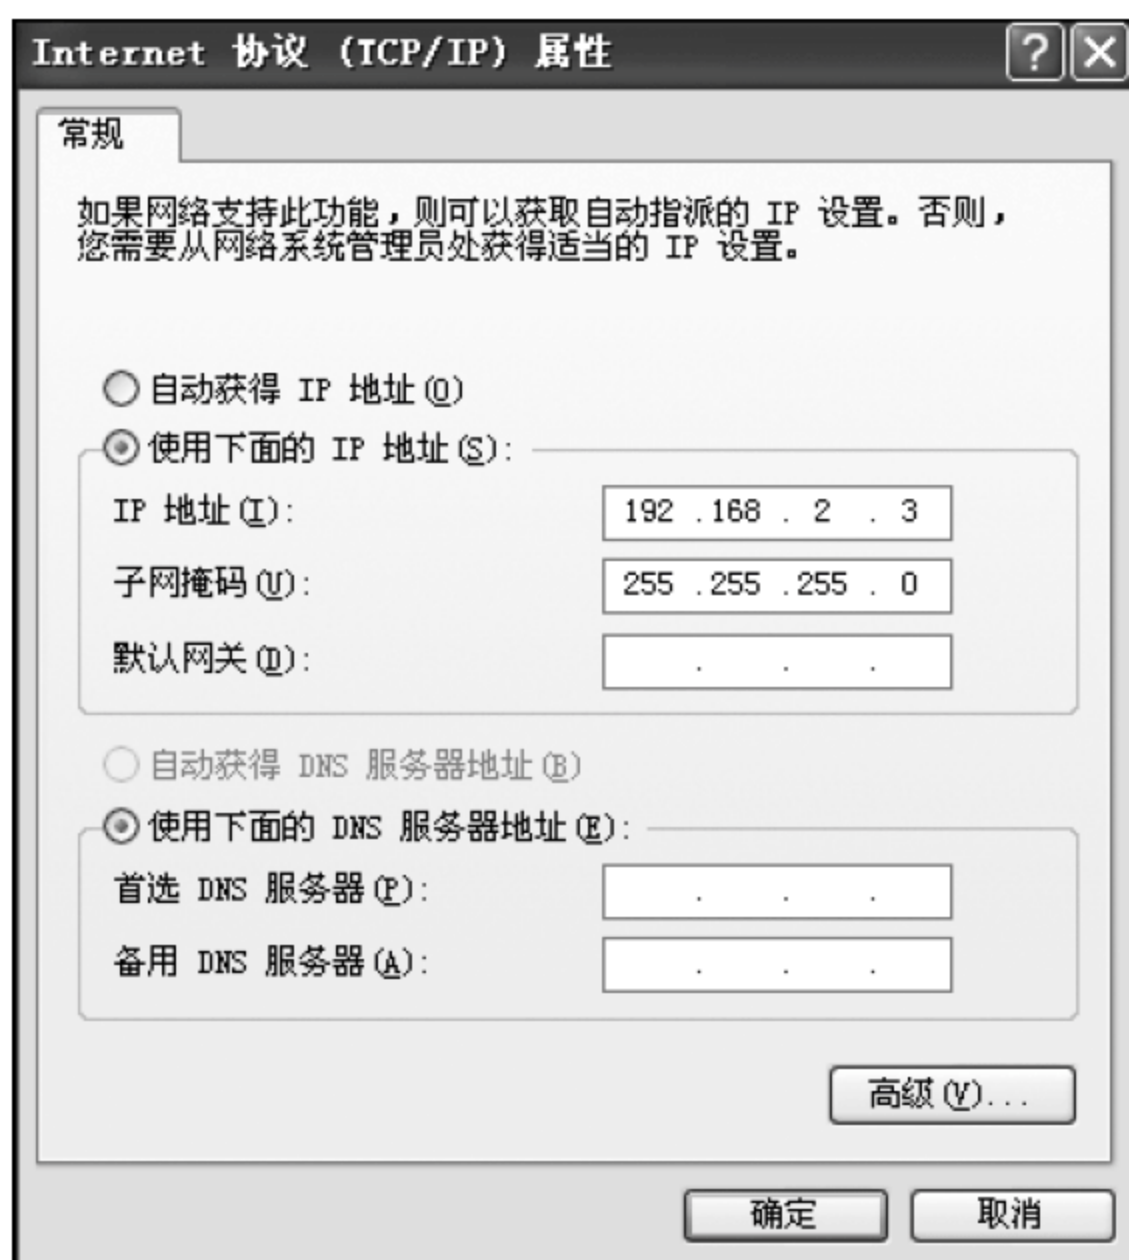 Internet 协议 (TCP/IP) 属性
常规
如果网络支持此功能，则可以获取自动指派的 IP 设置。否则，
您需要从网络系统管理员处获得适当的 IP 设置。
自动获得 IP 地址(O)
使用下面的 IP 地址(S):
IP 地址(I): 192 .168 . 2 . 3
子网掩码(U): 255 .255 .255 . 0
默认网关(D): . . .
自动获得 DNS 服务器地址(B)
使用下面的 DNS 服务器地址(E):
首选 DNS 服务器(P): . . .
备用 DNS 服务器(A): . . .
高级(V)...
确定 取消